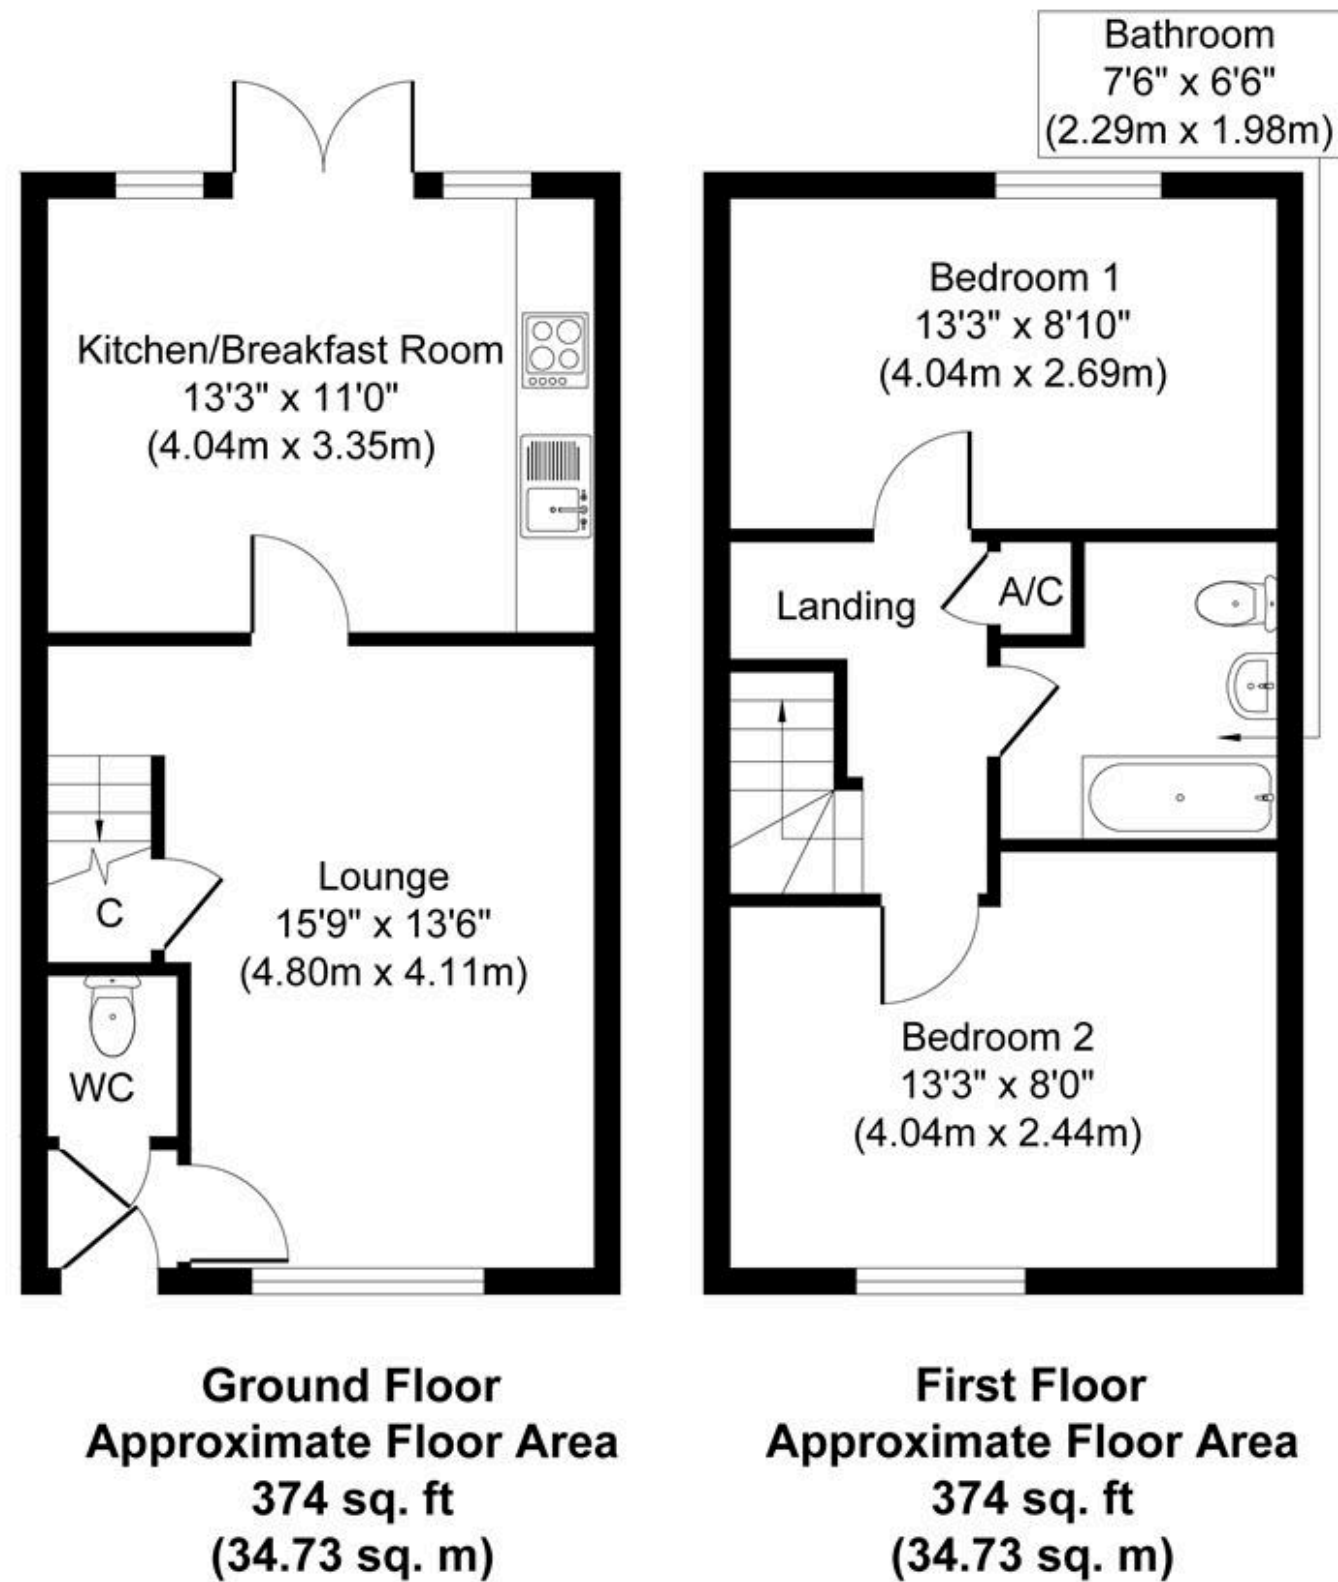 Bathroom
7'6" x 6'6"
(2.29m x 1.98m)
Kitchen/Breakfast Room
13'3" x 11'0"
(4.04m x 3.35m)
Lounge
15'9" x 13'6"
(4.80m x 4.11m)
C
WC
Bedroom 1
13'3" x 8'10"
(4.04m x 2.69m)
Landing
A/C
Bedroom 2
13'3" x 8'0"
(4.04m x 2.44m)
Ground Floor
Approximate Floor Area
374 sq. ft
(34.73 sq. m)
First Floor
Approximate Floor Area
374 sq. ft
(34.73 sq. m)